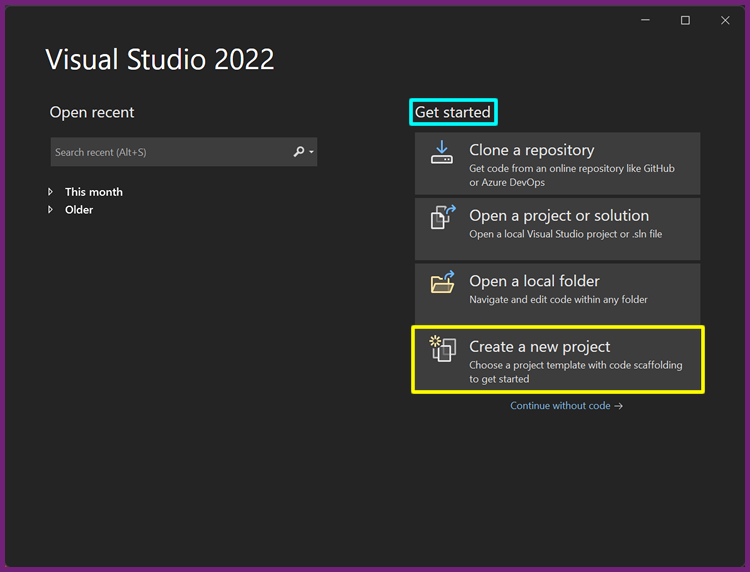 Visual Studio 2022
Open recent
Search recent (Alt+S)
This month
Older
Get started
Clone a repository
Get code from an online repository like GitHub
or Azure DevOps
Open a project or solution
Open a local Visual Studio project or .sln file
Open a local folder
Navigate and edit code within any folder
Create a new project
Choose a project template with code scaffolding
to get started
Continue without code →